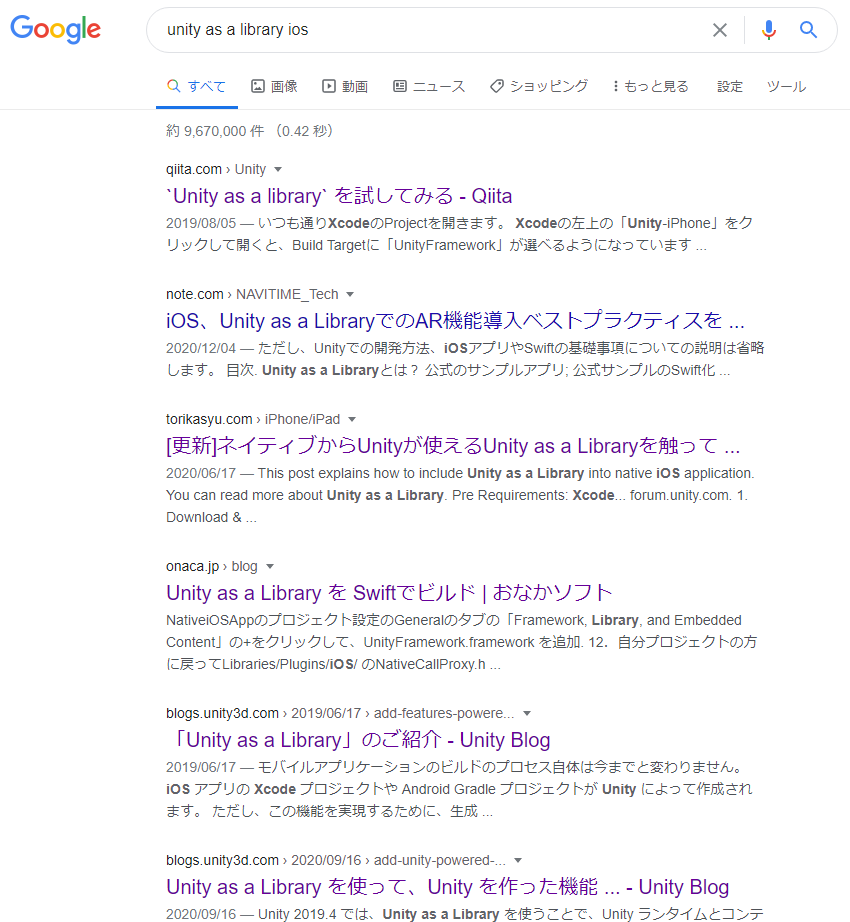 Google
unity as a library ios
すべて 画像 動画 ニュース ショッピング もっと見る 設定 ツール
約 9,670,000 件 （0.42 秒）
qiita.com › Unity
`Unity as a library` を試してみる - Qiita
2019/08/05 — いつも通りXcodeのProjectを開きます。 Xcodeの左上の「Unity-iPhone」をク
リックして開くと、Build Targetに「UnityFramework」が選べるようになっています ...
note.com › NAVITIME_Tech
iOS、Unity as a LibraryでのAR機能導入ベストプラクティスを ...
2020/12/04 — ただし、Unityでの開発方法、iOSアプリやSwiftの基礎事項についての説明は省略
します。 目次. Unity as a Libraryとは？ 公式のサンプルアプリ; 公式サンプルのSwift化 ...
torikasyu.com › iPhone/iPad
[更新]ネイティブからUnityが使えるUnity as a Libraryを触って ...
2020/06/17 — This post explains how to include Unity as a Library into native iOS application.
You can read more about Unity as a Library. Pre Requirements: Xcode... forum.unity.com. 1.
Download & ...
onaca.jp › blog
Unity as a Library を Swiftでビルド | おなかソフト
NativeiOSAppのプロジェクト設定のGeneralのタブの「Framework, Library, and Embedded
Content」の+をクリックして、UnityFramework.framework を追加. 12．自分プロジェクトの方
に戻ってLibraries/Plugins/iOS/ のNativeCallProxy.h ...
blogs.unity3d.com › 2019/06/17 › add-features-powere...
「Unity as a Library」のご紹介 - Unity Blog
2019/06/17 — モバイルアプリケーションのビルドのプロセス自体は今までと変わりません。
iOS アプリの Xcode プロジェクトや Android Gradle プロジェクトが Unity によって作成され
ます。 ただし、この機能を実現するために、生成 ...
blogs.unity3d.com › 2020/09/16 › add-unity-powered-...
Unity as a Library を使って、Unity を作った機能 ... - Unity Blog
2020/09/16 — Unity 2019.4 では、Unity as a Library を使うことで、Unity ランタイムとコンテ